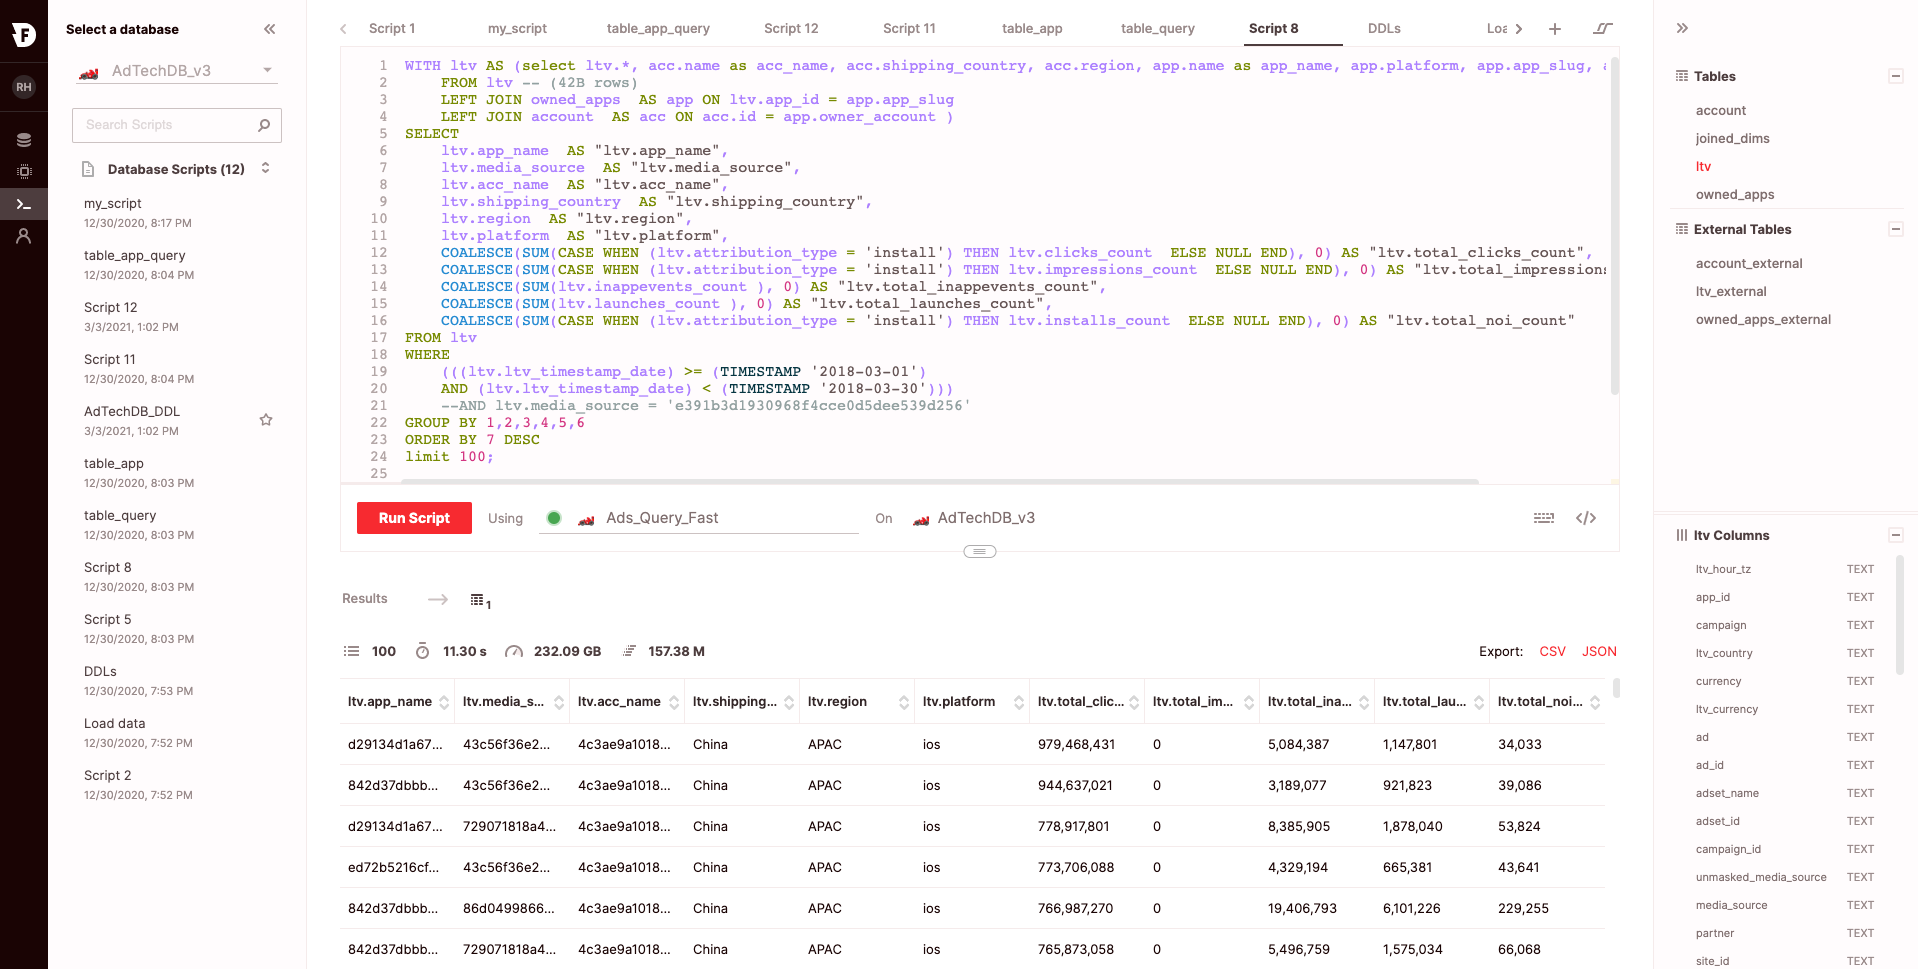 F
RH
Select a database
AdTechDB_v3
Search Scripts
Database Scripts (12)
my_script
12/30/2020, 8:17 PM
table_app_query
12/30/2020, 8:04 PM
Script 12
3/3/2021, 1:02 PM
Script 11
12/30/2020, 8:04 PM
AdTechDB_DDL
3/3/2021, 1:02 PM
table_app
12/30/2020, 8:03 PM
table_query
12/30/2020, 8:03 PM
Script 8
12/30/2020, 8:03 PM
Script 5
12/30/2020, 8:03 PM
DDLs
12/30/2020, 7:53 PM
Load data
12/30/2020, 7:52 PM
Script 2
12/30/2020, 7:52 PM
Script 1 my_script table_app_query Script 12 Script 11 table_app table_query Script 8 DDLs Loa
1 WITH ltv AS (select ltv.*, acc.name as acc_name, acc.shipping_country, acc.region, app.name as app_name, app.platform, app.app_slug,
2 FROM ltv -- (42B rows)
3 LEFT JOIN owned_apps  AS app ON ltv.app_id = app.app_slug
4 LEFT JOIN account  AS acc ON acc.id = app.owner_account )
5 SELECT
6 ltv.app_name  AS "ltv.app_name",
7 ltv.media_source  AS "ltv.media_source",
8 ltv.acc_name  AS "ltv.acc_name",
9 ltv.shipping_country  AS "ltv.shipping_country",
10 ltv.region  AS "ltv.region",
11 ltv.platform  AS "ltv.platform",
12 COALESCE(SUM(CASE WHEN (ltv.attribution_type = 'install') THEN ltv.clicks_count  ELSE NULL END), 0) AS "ltv.total_clicks_count",
13 COALESCE(SUM(CASE WHEN (ltv.attribution_type = 'install') THEN ltv.impressions_count  ELSE NULL END), 0) AS "ltv.total_impressions
14 COALESCE(SUM(ltv.inappevents_count ), 0) AS "ltv.total_inappevents_count",
15 COALESCE(SUM(ltv.launches_count ), 0) AS "ltv.total_launches_count",
16 COALESCE(SUM(CASE WHEN (ltv.attribution_type = 'install') THEN ltv.installs_count  ELSE NULL END), 0) AS "ltv.total_noi_count"
17 FROM ltv
18 WHERE
19 (((ltv.ltv_timestamp_date) >= (TIMESTAMP '2018-03-01')
20 AND (ltv.ltv_timestamp_date) < (TIMESTAMP '2018-03-30')))
21 --AND ltv.media_source = 'e391b3d1930968f4cce0d5dee539d256'
22 GROUP BY 1,2,3,4,5,6
23 ORDER BY 7 DESC
24 limit 100;
25
Run Script Using Ads_Query_Fast On AdTechDB_v3
Results 1
100 11.30 s 232.09 GB 157.38 M Export: CSV JSON
ltv.app_name ltv.media_s... ltv.acc_name ltv.shipping... ltv.region ltv.platform ltv.total_clic... ltv.total_im... ltv.total_ina... ltv.total_lau... ltv.total_noi...
d29134d1a67... 43c56f36e2... 4c3ae9a1018... China APAC ios 979,468,431 0 5,084,387 1,147,801 34,033
842d37dbbb... 43c56f36e2... 4c3ae9a1018... China APAC ios 944,637,021 0 3,189,077 921,823 39,086
d29134d1a67... 729071818a4... 4c3ae9a1018... China APAC ios 778,917,801 0 8,385,905 1,878,040 53,824
ed72b5216cf... 43c56f36e2... 4c3ae9a1018... China APAC ios 773,706,088 0 4,329,194 665,381 43,641
842d37dbbb... 86d0499866... 4c3ae9a1018... China APAC ios 766,987,270 0 19,406,793 6,101,226 229,255
842d37dbbb... 729071818a4... 4c3ae9a1018... China APAC ios 765,873,058 0 5,496,759 1,575,034 66,068
Tables
account
joined_dims
ltv
owned_apps
External Tables
account_external
ltv_external
owned_apps_external
ltv Columns
ltv_hour_tz TEXT
app_id TEXT
campaign TEXT
ltv_country TEXT
currency TEXT
ltv_currency TEXT
ad TEXT
ad_id TEXT
adset_name TEXT
adset_id TEXT
campaign_id TEXT
unmasked_media_source TEXT
media_source TEXT
partner TEXT
site_id TEXT